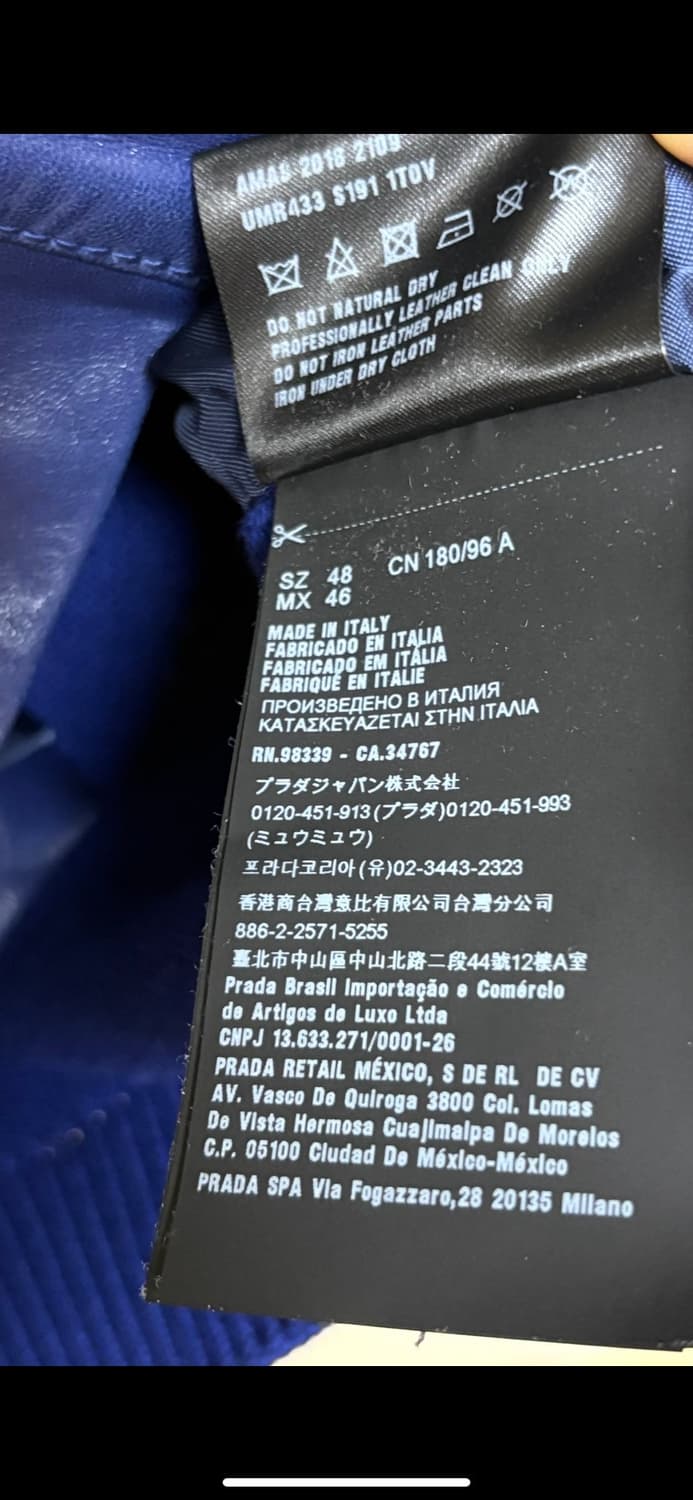 AMAS 2018 2109
UMR433 S191 1T0V
DO NOT NATURAL DRY
PROFESSIONALLY LEATHER CLEAN ONLY
DO NOT IRON LEATHER PARTS
IRON UNDER DRY CLOTH
SZ 48 CN 180/96 A
MX 46
MADE IN ITALY
FABRICADO EN ITALIA
FABRICADO EM ITÁLIA
FABRIQUÉ EN ITALIE
ПРОИЗВЕДЕНО В ИТАЛИЯ
ΚΑΤΑΣΚΕΥΑΖΕΤΑΙ ΣΤΗΝ ΙΤΑΛΙΑ
RN.98339 - CA.34767
プラダジャパン株式会社
0120-451-913(プラダ)0120-451-993
(ミュウミュウ)
프라다코리아(유)02-3443-2323
香港商台灣意比有限公司台灣分公司
886-2-2571-5255
臺北市中山區中山北路二段44號12樓A室
Prada Brasil Importação e Comércio
de Artigos de Luxo Ltda
CNPJ 13.633.271/0001-26
PRADA RETAIL MÉXICO, S DE RL DE CV
AV. Vasco De Quiroga 3800 Col. Lomas
De Vista Hermosa Cuajimalpa De Morelos
C.P. 05100 Ciudad De México-México
PRADA SPA Via Fogazzaro,28 20135 Milano